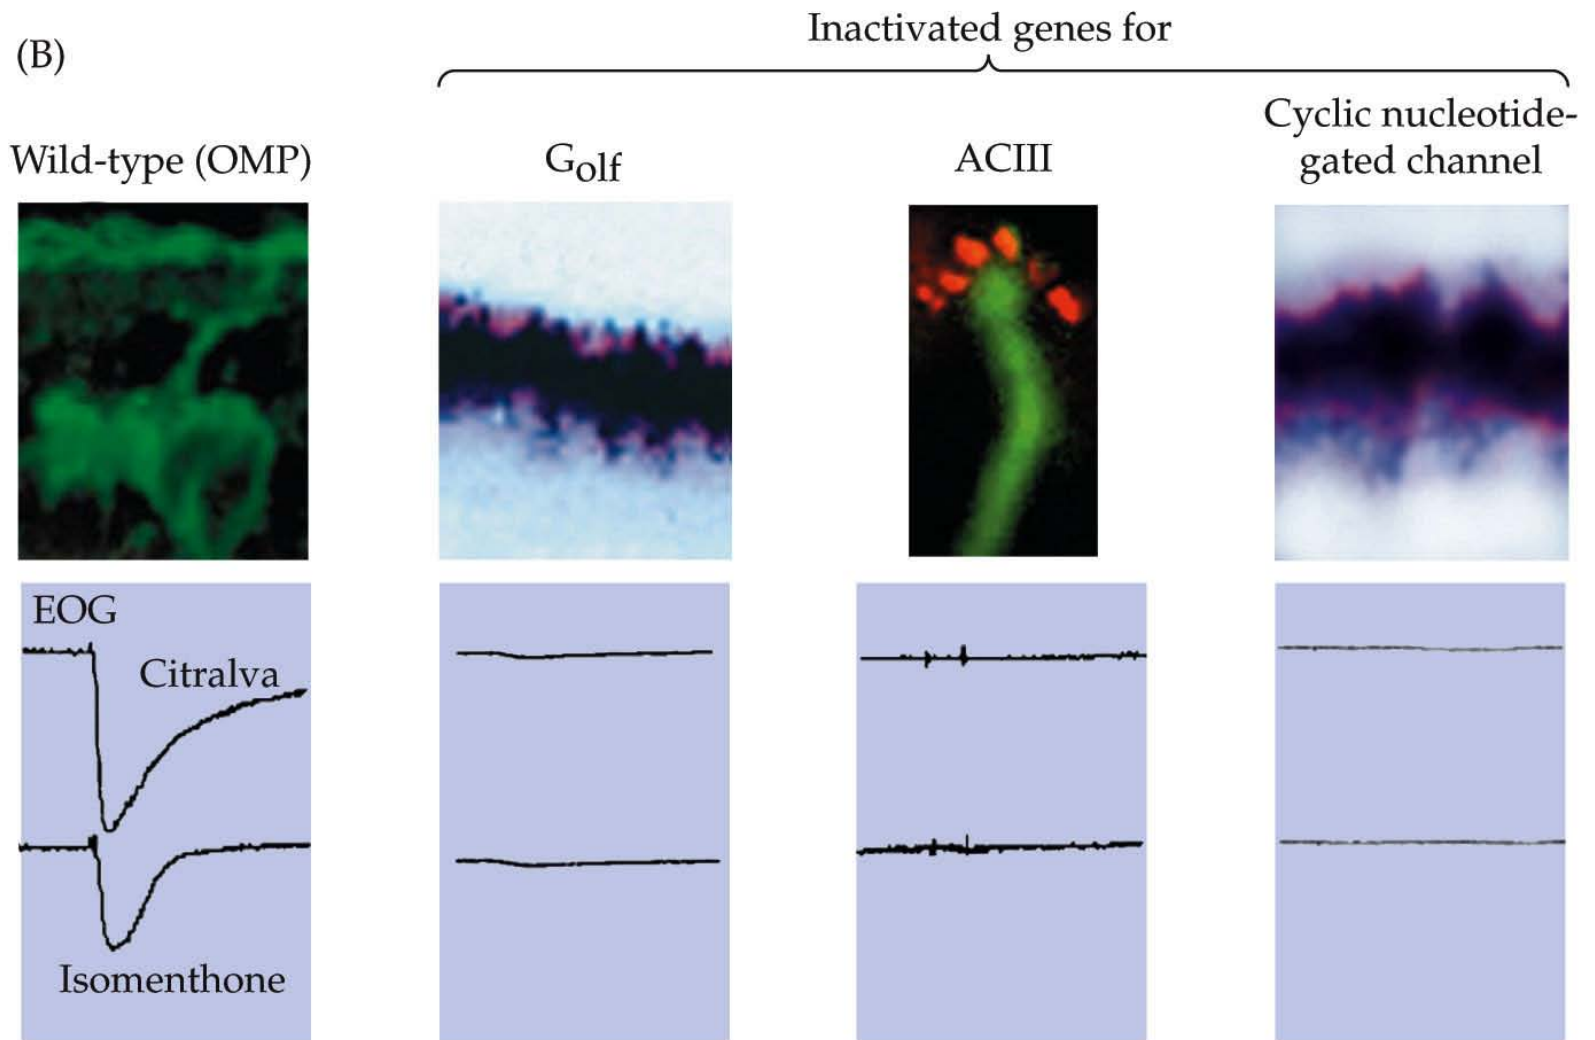 (B)
Inactivated genes for
Wild-type (OMP)
Golf
ACIII
Cyclic nucleotide-
gated channel
EOG
Citralva
Isomenthone